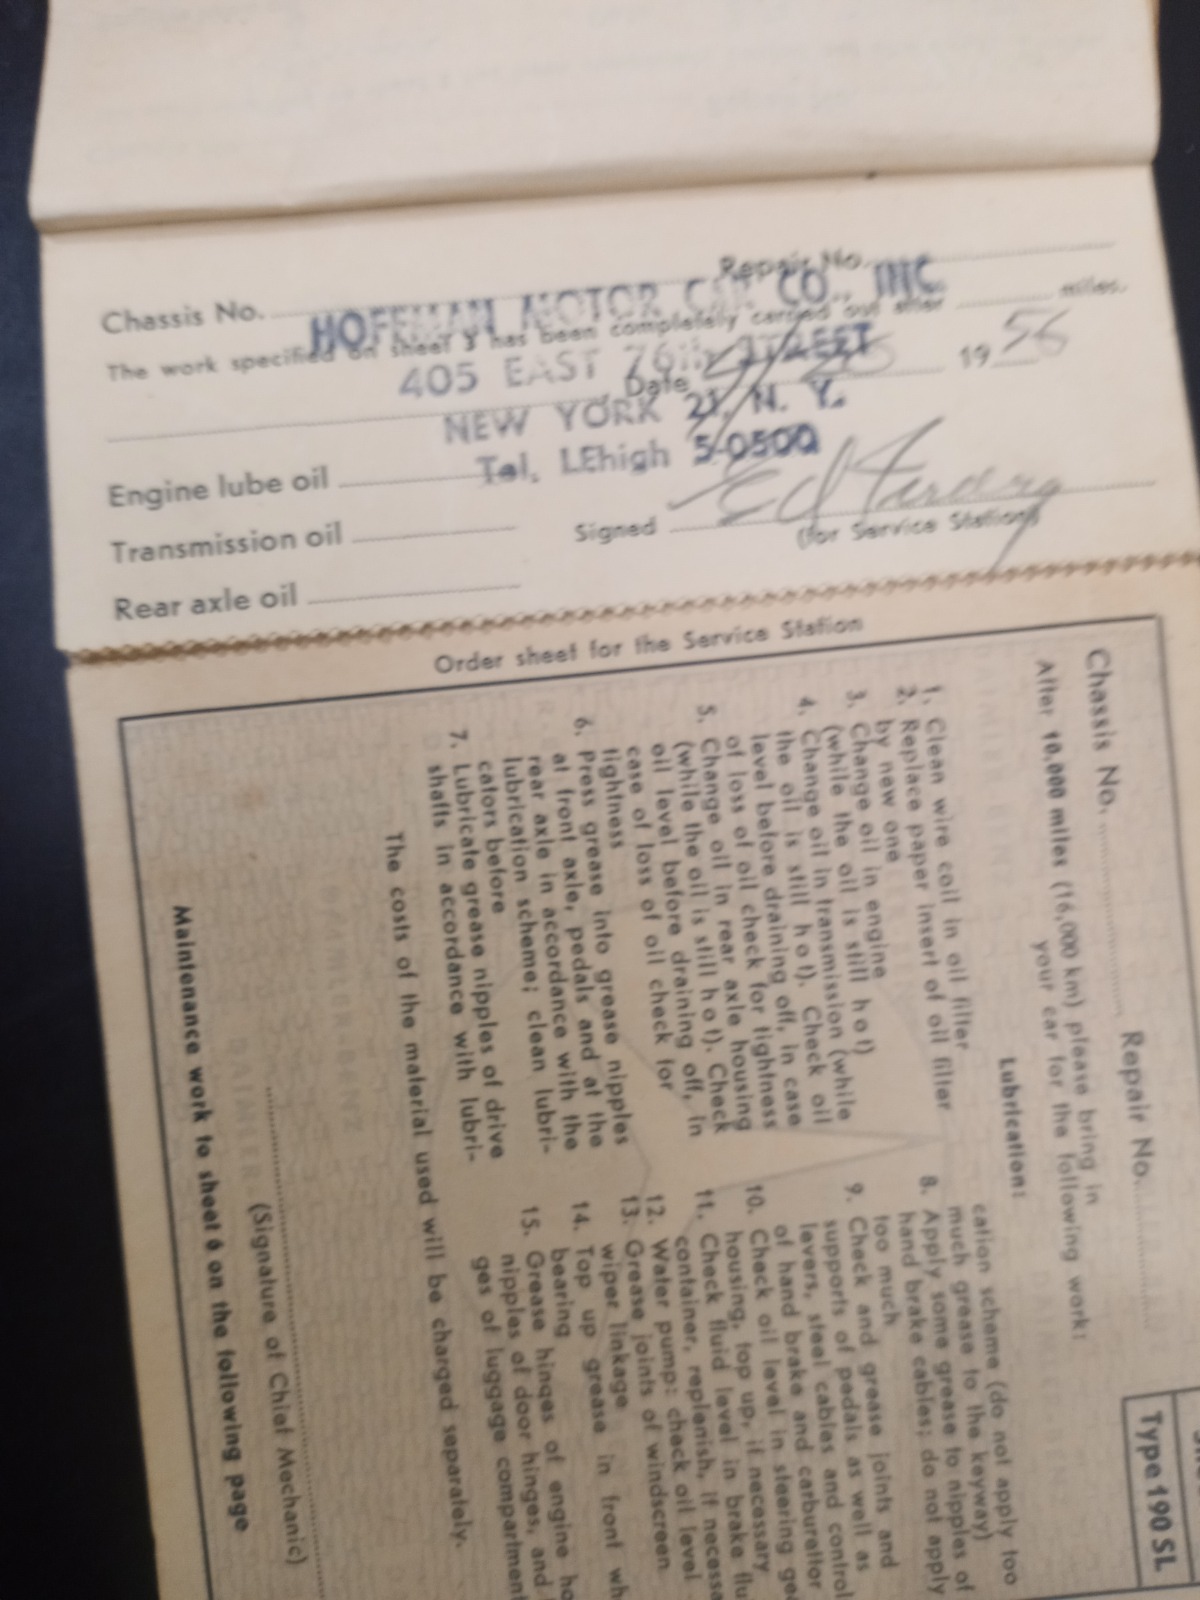 Repair No.
Chassis No.
HOFFMAN MOTOR CAR CO., INC.
The work specified on sheet has been completely carried out after miles.
405 EAST 76th STREET
Date 1956
NEW YORK 21, N. Y.
Engine lube oil
Tel. LEhigh 5-0500
Transmission oil
Signed Ed
(for Service Station)
Rear axle oil
Order sheet for the Service Station
Type 190 SL
Chassis No. Repair No.
After 10.000 miles (16,000 km) please bring in
your car for the following work:
Lubrication:
1. Clean wire coil in oil filter
2. Replace paper insert of oil filter
by new one
3. Change oil in engine
(while the oil is still hot)
4. Change oil in transmission (while
the oil is still hot). Check oil
level before draining off, in case
of loss of oil check for tightness
5. Change oil in rear axle housing
(while the oil is still hot). Check
oil level before draining off, in
case of loss of oil check for
tightness
6. Press grease into grease nipples
at front axle, pedals and at the
rear axle in accordance with the
lubrication scheme; clean lubri-
cators before
7. Lubricate grease nipples of drive
shafts in accordance with lubri-
cation scheme (do not apply too
much grease to the keyway)
8. Apply some grease to nipples of
hand brake cables; do not apply
too much
9. Check and grease joints and
supports of pedals as well as
levers, steel cables and control
of hand brake and carburettor
10. Check oil level in steering
housing, top up, if necessary
11. Check fluid level in brake
container, replenish, if
12. Water pump: check oil level
13. Grease joints of windscreen
wiper linkage
14. Top up grease in front
bearing
15. Grease hinges of engine
nipples of door hinges, and
ges of luggage compartment
The costs of the material used will be charged separately.
(Signature of Chief Mechanic)
Maintenance work to sheet 6 on the following page